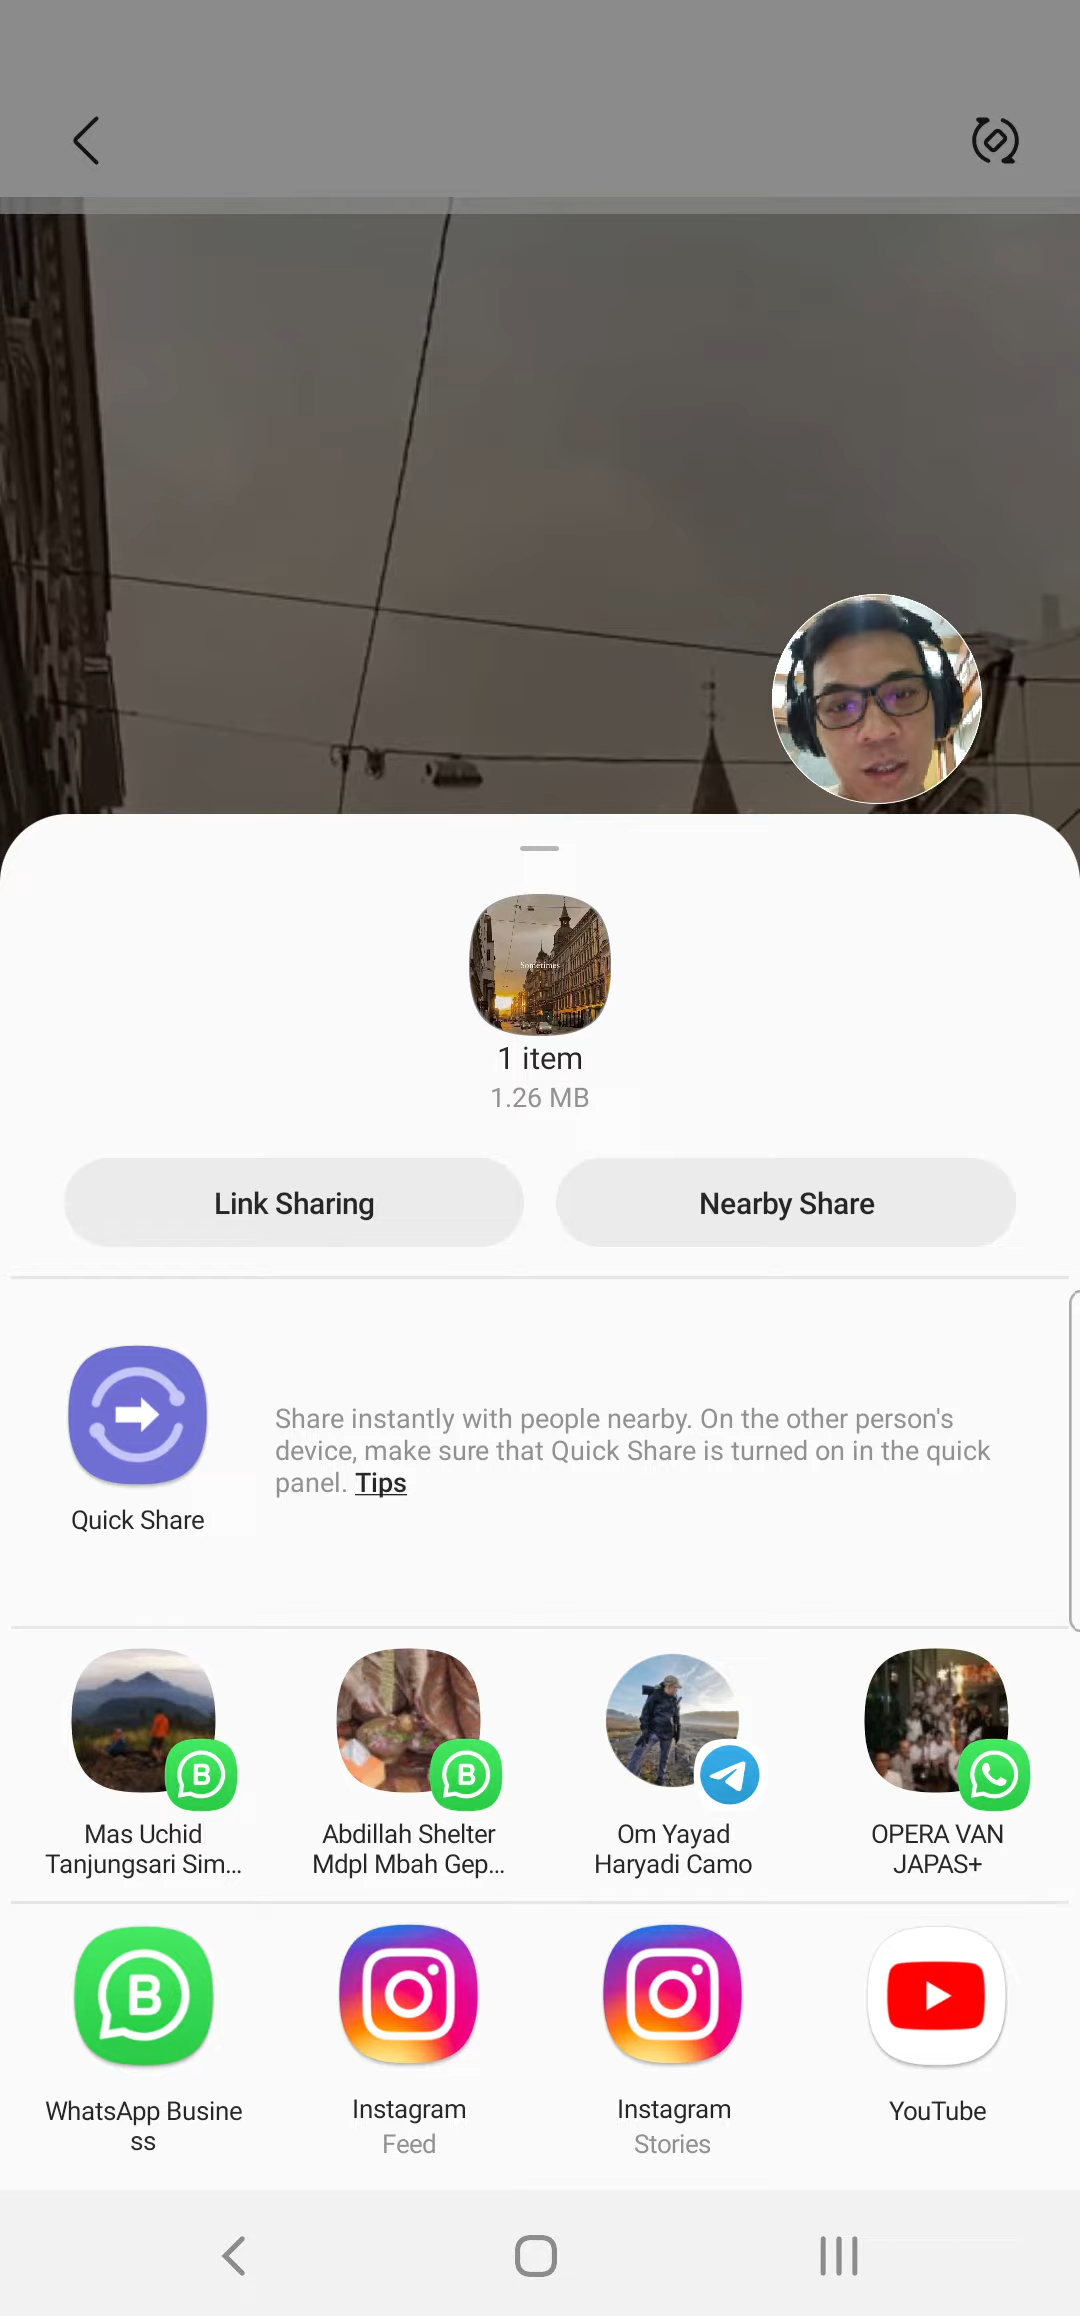 Sometimes
1 item
1.26 MB
Link Sharing
Nearby Share
Share instantly with people nearby. On the other person's
device, make sure that Quick Share is turned on in the quick
panel. Tips
Quick Share
Mas Uchid
Tanjungsari Sim...
Abdillah Shelter
Mdpl Mbah Gep...
Om Yayad
Haryadi Camo
OPERA VAN
JAPAS+
B
B
B
WhatsApp Busine
ss
Instagram
Feed
Instagram
Stories
YouTube